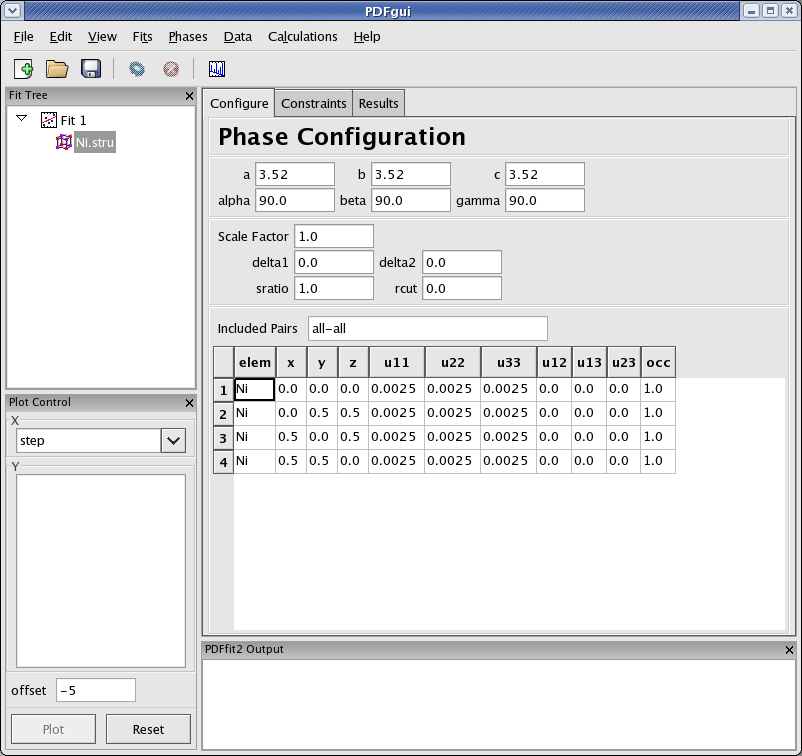 PDFgui
File Edit View Fits Phases Data Calculations Help
Fit Tree
Fit 1
Ni.stru
Plot Control
X
step
Y
offset -5
Plot Reset
Configure Constraints Results
Phase Configuration
a 3.52 b 3.52 c 3.52
alpha 90.0 beta 90.0 gamma 90.0
Scale Factor 1.0
delta1 0.0 delta2 0.0
sratio 1.0 rcut 0.0
Included Pairs all-all
elem x y z u11 u22 u33 u12 u13 u23 occ
1 Ni 0.0 0.0 0.0 0.0025 0.0025 0.0025 0.0 0.0 0.0 1.0
2 Ni 0.0 0.5 0.5 0.0025 0.0025 0.0025 0.0 0.0 0.0 1.0
3 Ni 0.5 0.0 0.5 0.0025 0.0025 0.0025 0.0 0.0 0.0 1.0
4 Ni 0.5 0.5 0.0 0.0025 0.0025 0.0025 0.0 0.0 0.0 1.0
PDFfit2 Output